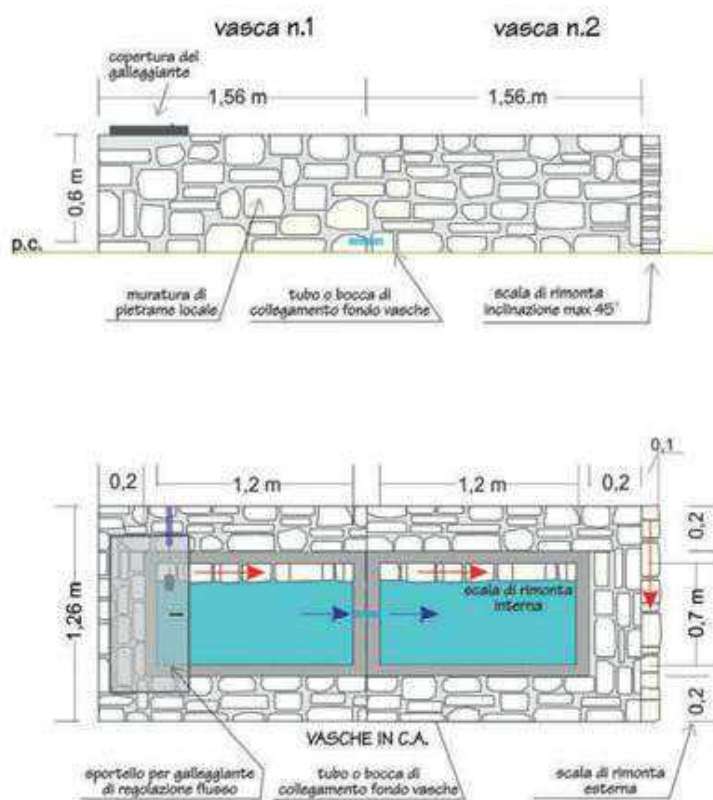 vasca n.1
vasca n.2
copertura del
galleggiante
1,56 m
1,56.m
0,6 m
p.c.
muratura di
pietrame locale
tubo o bocca di
collegamento fondo vasche
scala di rimonta
inclinazione max 45°
0,1
0,2
1,2 m
1,2 m
0,2
0,2
1,26 m
scala di rimonta
interna
0,7 m
0,2
VASCHE IN C.A.
sportello per galleggiante
di regolazione flusso
tubo o bocca di
collegamento fondo vasche
scala di rimonta
esterna